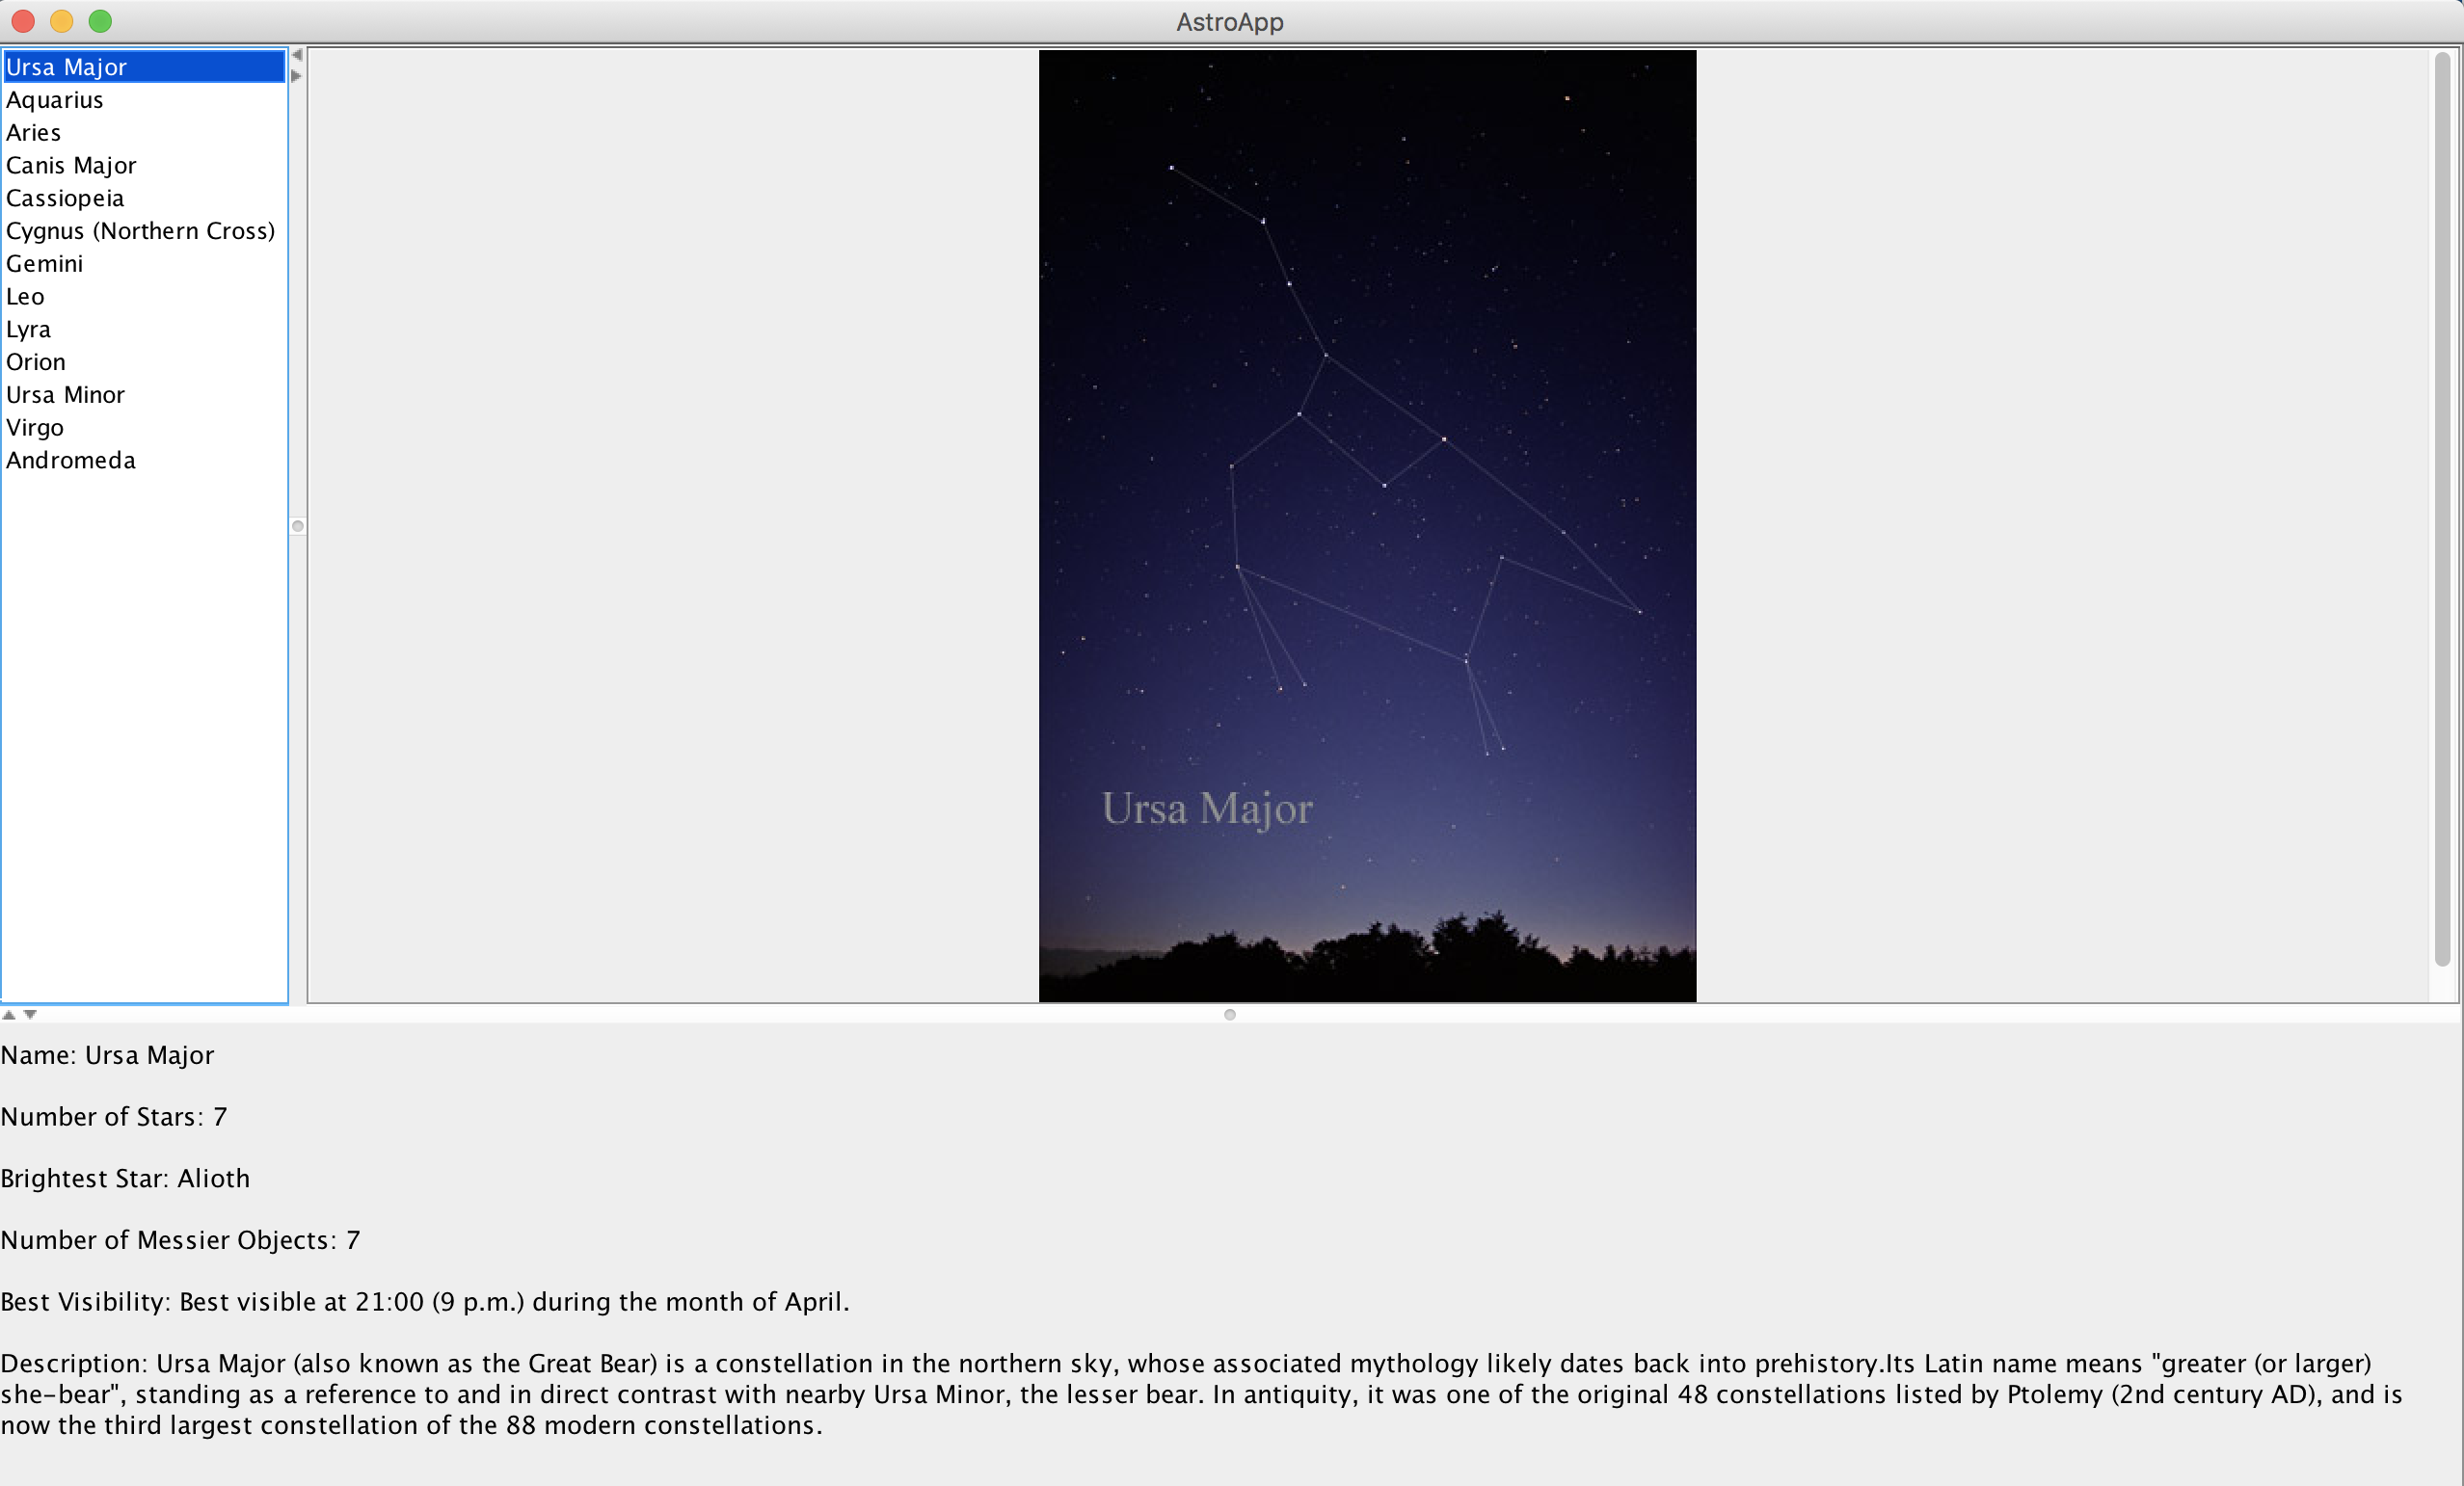 AstroApp
Ursa Major
Aquarius
Aries
Canis Major
Cassiopeia
Cygnus (Northern Cross)
Gemini
Leo
Lyra
Orion
Ursa Minor
Virgo
Andromeda
Ursa Major
Name: Ursa Major
Number of Stars: 7
Brightest Star: Alioth
Number of Messier Objects: 7
Best Visibility: Best visible at 21:00 (9 p.m.) during the month of April.
Description: Ursa Major (also known as the Great Bear) is a constellation in the northern sky, whose associated mythology likely dates back into prehistory.Its Latin name means "greater (or larger)
she-bear", standing as a reference to and in direct contrast with nearby Ursa Minor, the lesser bear. In antiquity, it was one of the original 48 constellations listed by Ptolemy (2nd century AD), and is
now the third largest constellation of the 88 modern constellations.